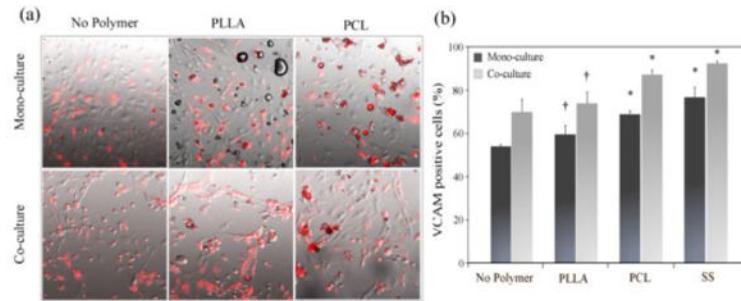 (a)
No Polymer PLLA PCL
Mono-culture
Co-culture
(b)
VCAM positive cells (%)
100
80
60
40
20
0
Mono-culture
Co-culture
† † * * * *
No Polymer PLLA PCL SS